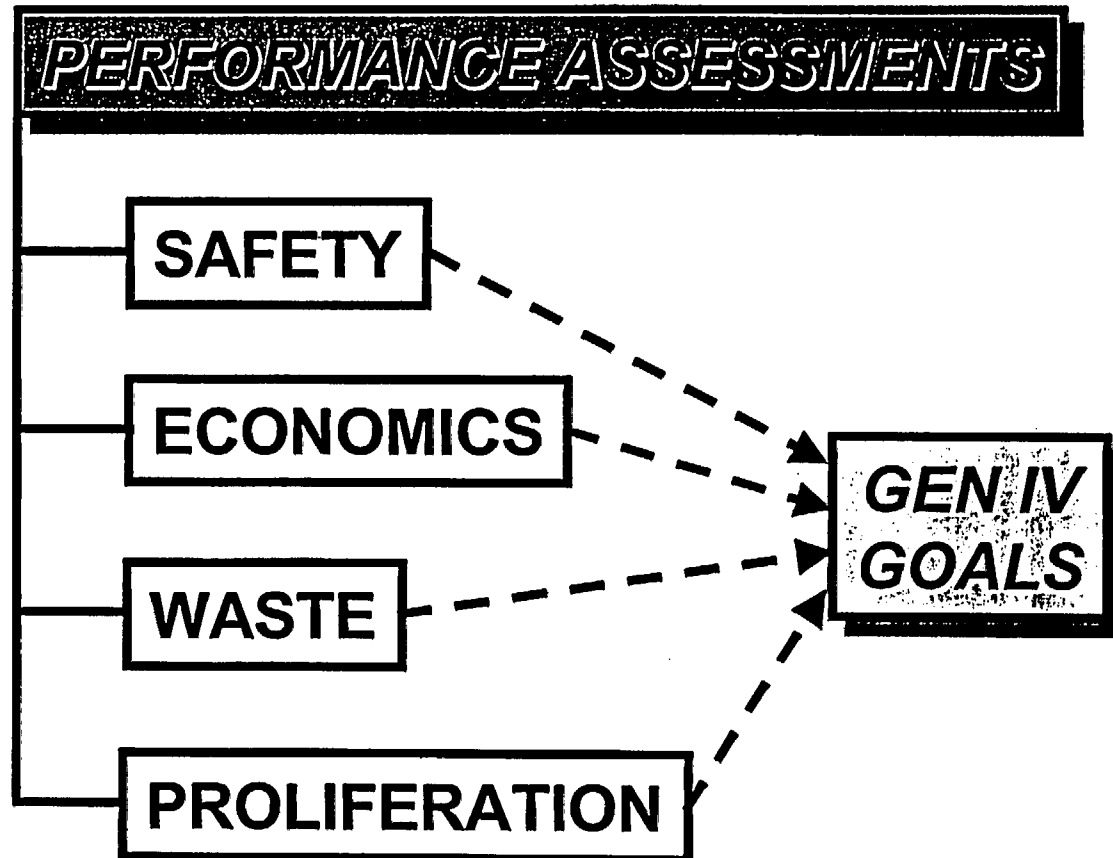 PERFORMANCE ASSESSMENTS
SAFETY
ECONOMICS
WASTE
PROLIFERATION
GEN IV
GOALS